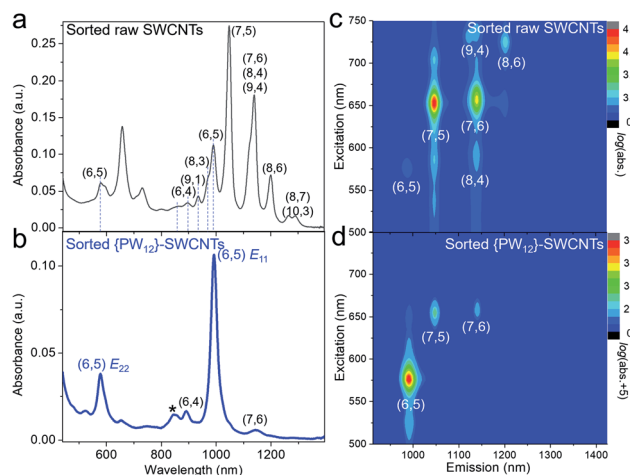 a
Sorted raw SWCNTs
0.25
0.20
0.15
0.10
0.05
0.00
Absorbance (a.u.)
(7,5)
(7,6)
(8,4)
(9,4)
(6,5)
(6,5)
(8,3)
(9,1)
(6,4)
(8,6)
(8,7)
(10,3)
b
Sorted {PW12}-SWCNTs
0.10
0.05
0.00
Absorbance (a.u.)
(6,5) E11
(6,5) E22
*
(6,4)
(7,6)
600 800 1000 1200
Wavelength (nm)
c
Sorted raw SWCNTs
750
700
650
600
550
500
Excitation (nm)
(9,4)
(8,6)
(7,5)
(7,6)
(6,5)
(8,4)
log(abs.)
d
Sorted {PW12}-SWCNTs
700
650
600
550
500
Excitation (nm)
(7,5)
(7,6)
(6,5)
log(abs.+5)
1000 1100 1200 1300 1400
Emission (nm)